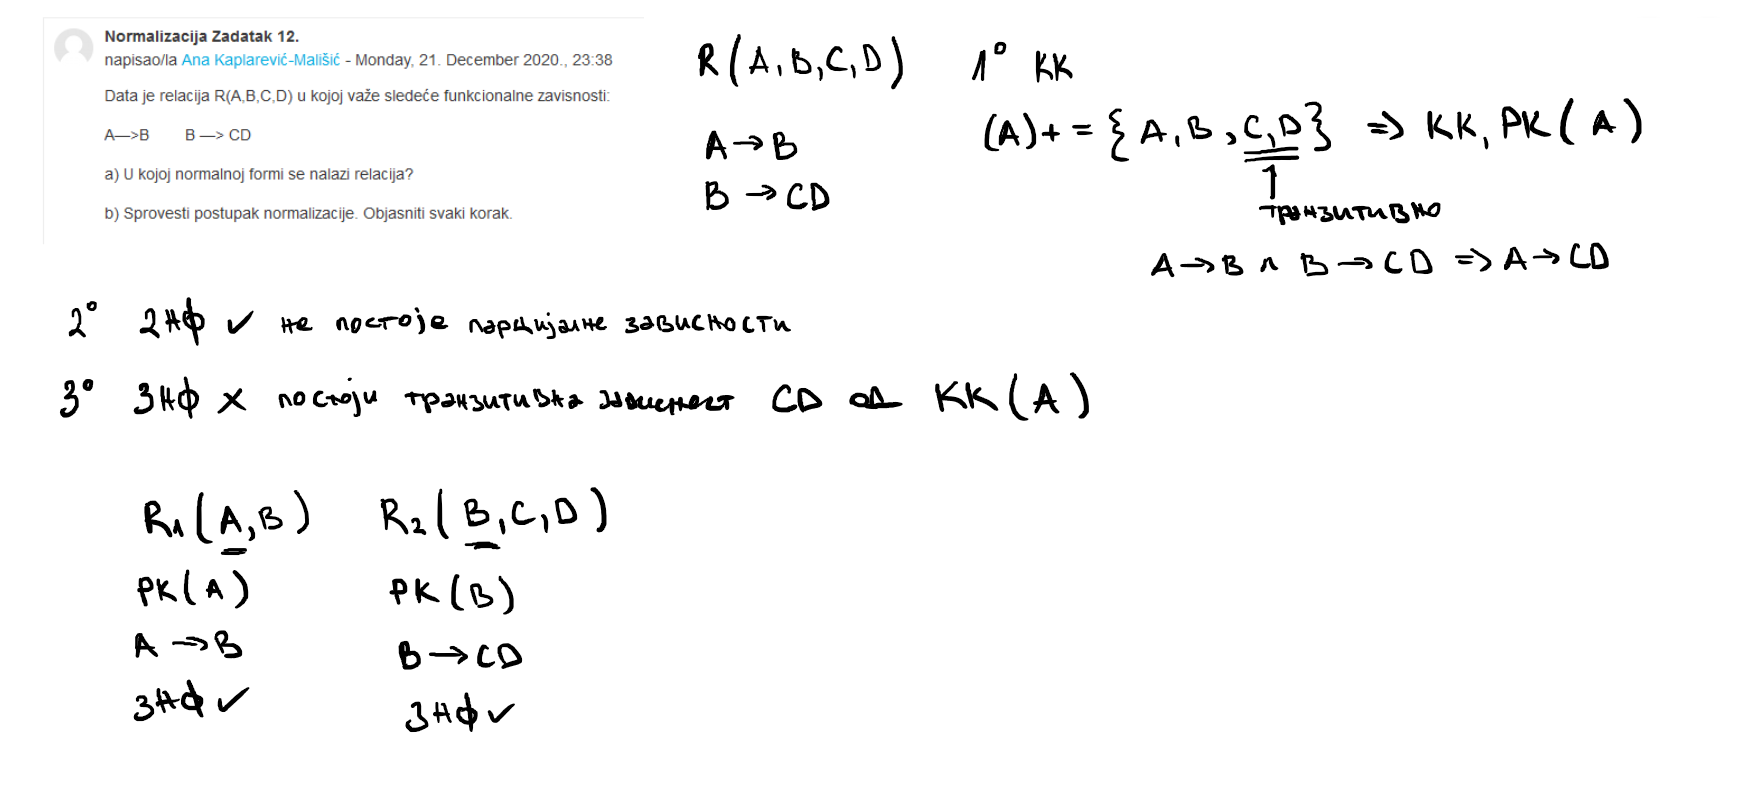 Normalizacija Zadatak 12.
napisao/la Ana Kaplarević-Mališić - Monday, 21. December 2020., 23:38
Data je relacija R(A,B,C,D) u kojoj važe sledeće funkcionalne zavisnosti:
A—>B B —> CD
a) U kojoj normalnoj formi se nalazi relacija?
b) Sprovesti postupak normalizacije. Objasniti svaki korak.
R(A,B,C,D)
A→B
B→CD
1° KK
(A)+ = {A,B,C,D} => KK, PK(A)
↑
транзитивно
A→B ∧ B→CD => A→CD
2° 2НФ ✓ не постоје парцијалне зависности
3° 3НФ x постоји транзитивна зависност CD од KK(A)
R1(A,B) R2(B,C,D)
PK(A) PK(B)
A→B B→CD
3НФ ✓ 3НФ ✓